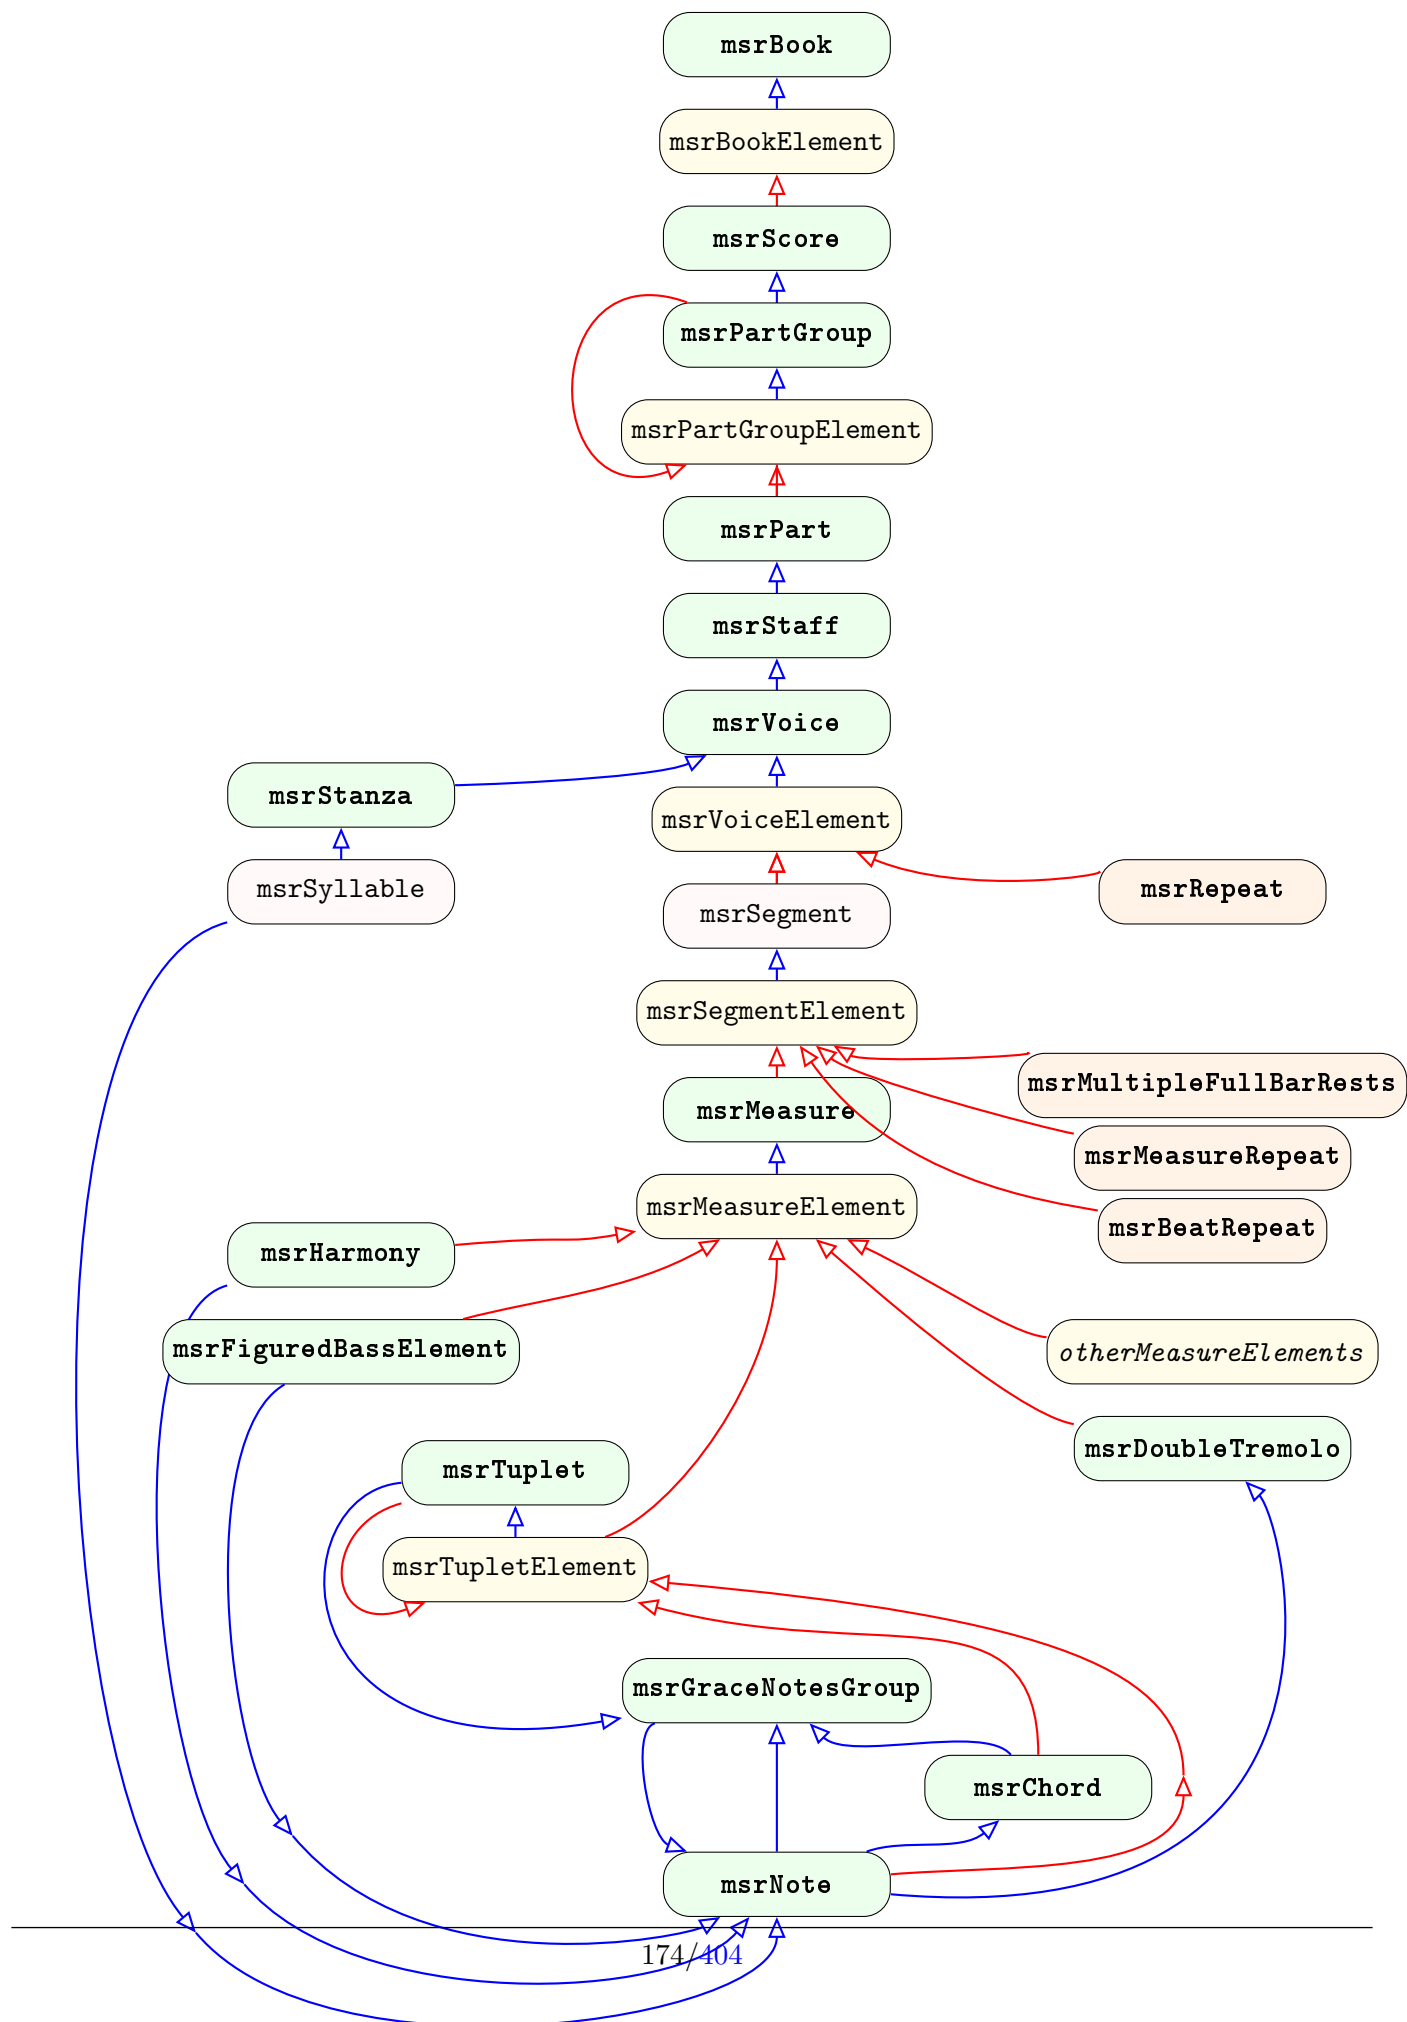 msrBook
msrBookElement
msrScore
msrPartGroup
msrPartGroupElement
msrPart
msrStaff
msrVoice
msrStanza
msrVoiceElement
msrSyllable
msrRepeat
msrSegment
msrSegmentElement
msrMultipleFullBarRests
msrMeasure
msrMeasureRepeat
msrMeasureElement
msrBeatRepeat
msrHarmony
msrFiguredBassElement
otherMeasureElements
msrDoubleTremolo
msrTuplet
msrTupletElement
msrGraceNotesGroup
msrChord
msrNote
174/404